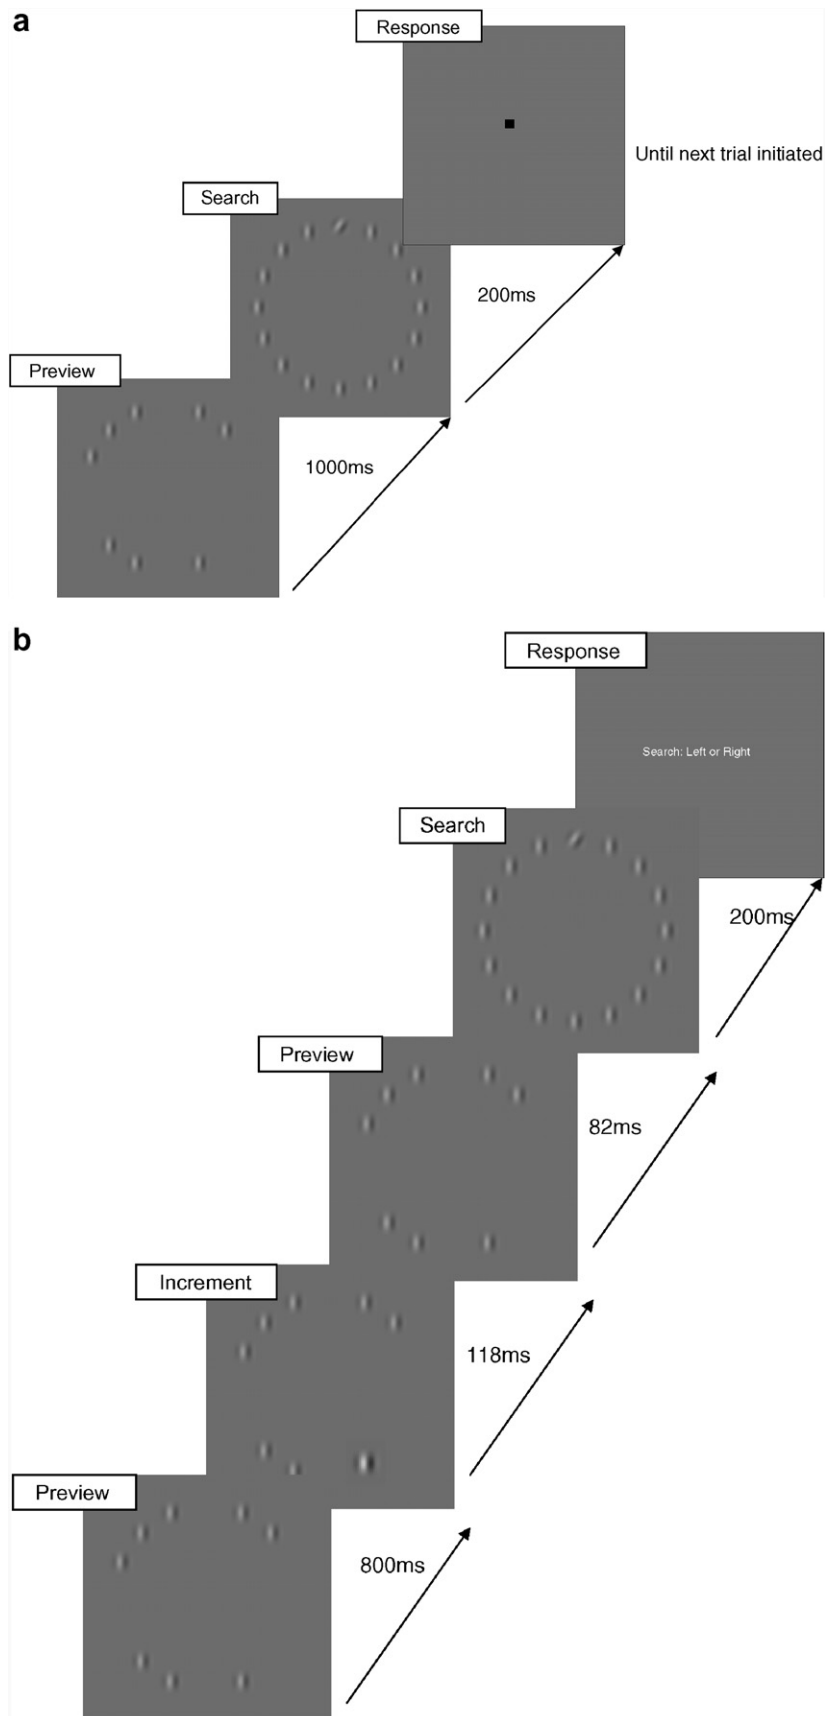 a
Response
Until next trial initiated
Search
200ms
Preview
1000ms
b
Response
Search: Left or Right
Search
200ms
Preview
82ms
Increment
118ms
Preview
800ms